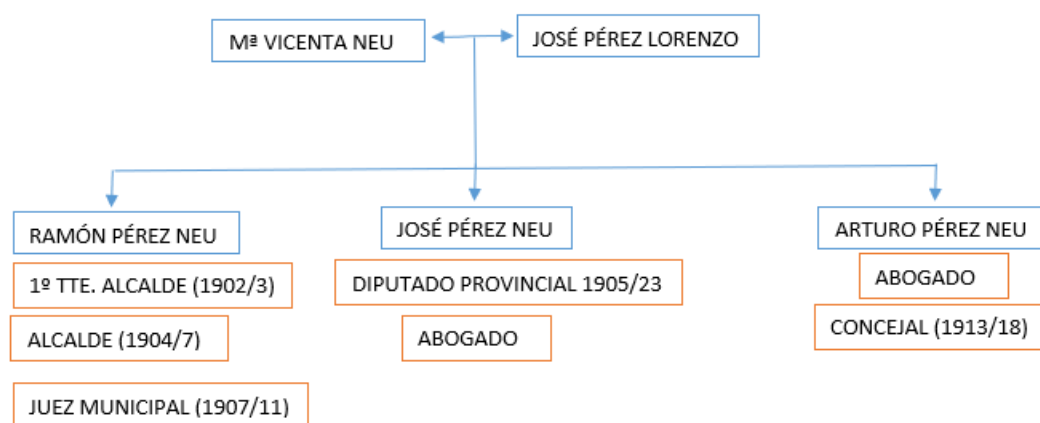 Mª VICENTA NEU
JOSÉ PÉREZ LORENZO
RAMÓN PÉREZ NEU
1º TTE. ALCALDE (1902/3)
ALCALDE (1904/7)
JUEZ MUNICIPAL (1907/11)
JOSÉ PÉREZ NEU
DIPUTADO PROVINCIAL 1905/23
ABOGADO
ARTURO PÉREZ NEU
ABOGADO
CONCEJAL (1913/18)